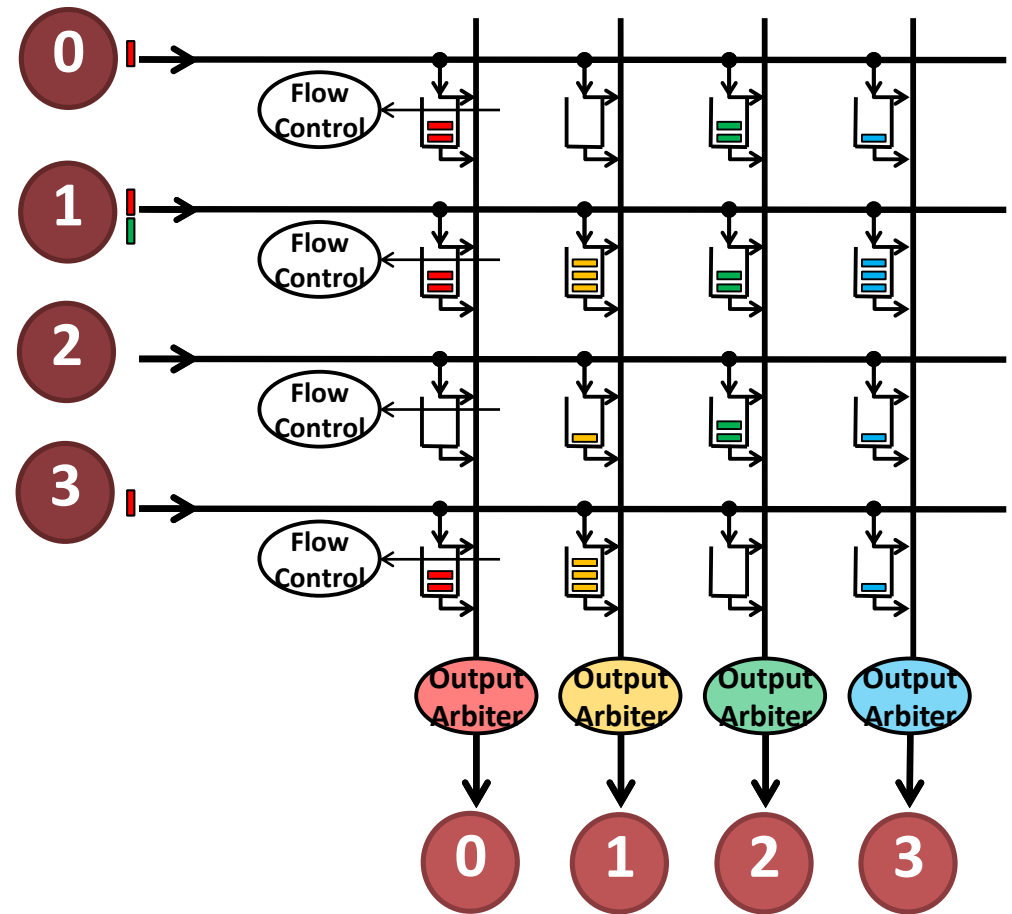 0
Flow
Control
1
Flow
Control
2
Flow
Control
3
Flow
Control
Output
Arbiter
Output
Arbiter
Output
Arbiter
Output
Arbiter
0
1
2
3